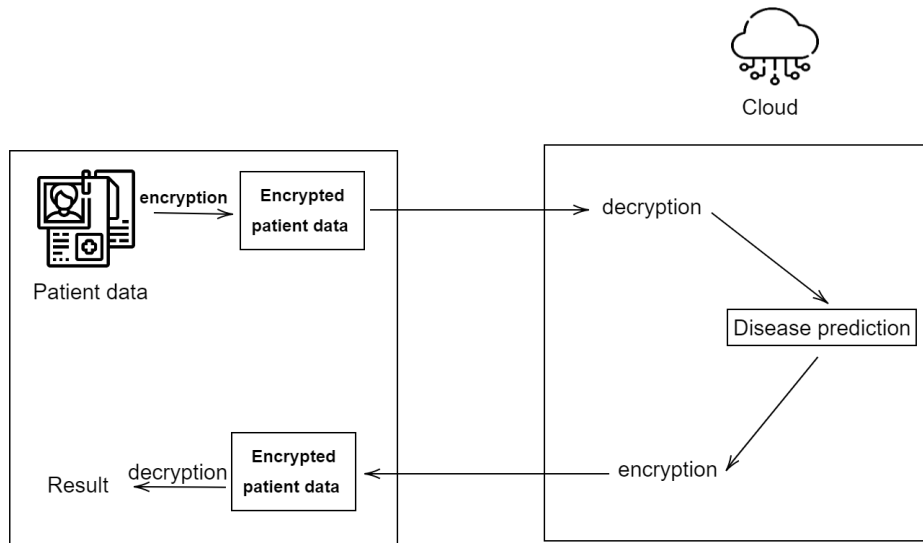 Cloud
encryption
Encrypted
patient data
decryption
Patient data
Disease prediction
Encrypted
patient data
decryption
encryption
Result